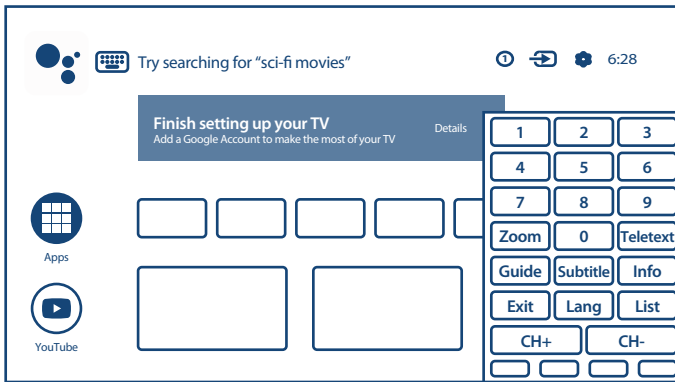 Try searching for “sci-fi movies”
1
6:28
Finish setting up your TV
Add a Google Account to make the most of your TV
Details
1 2 3
4 5 6
7 8 9
Zoom 0 Teletext
Guide Subtitle Info
Exit Lang List
CH+ CH-
Apps
YouTube